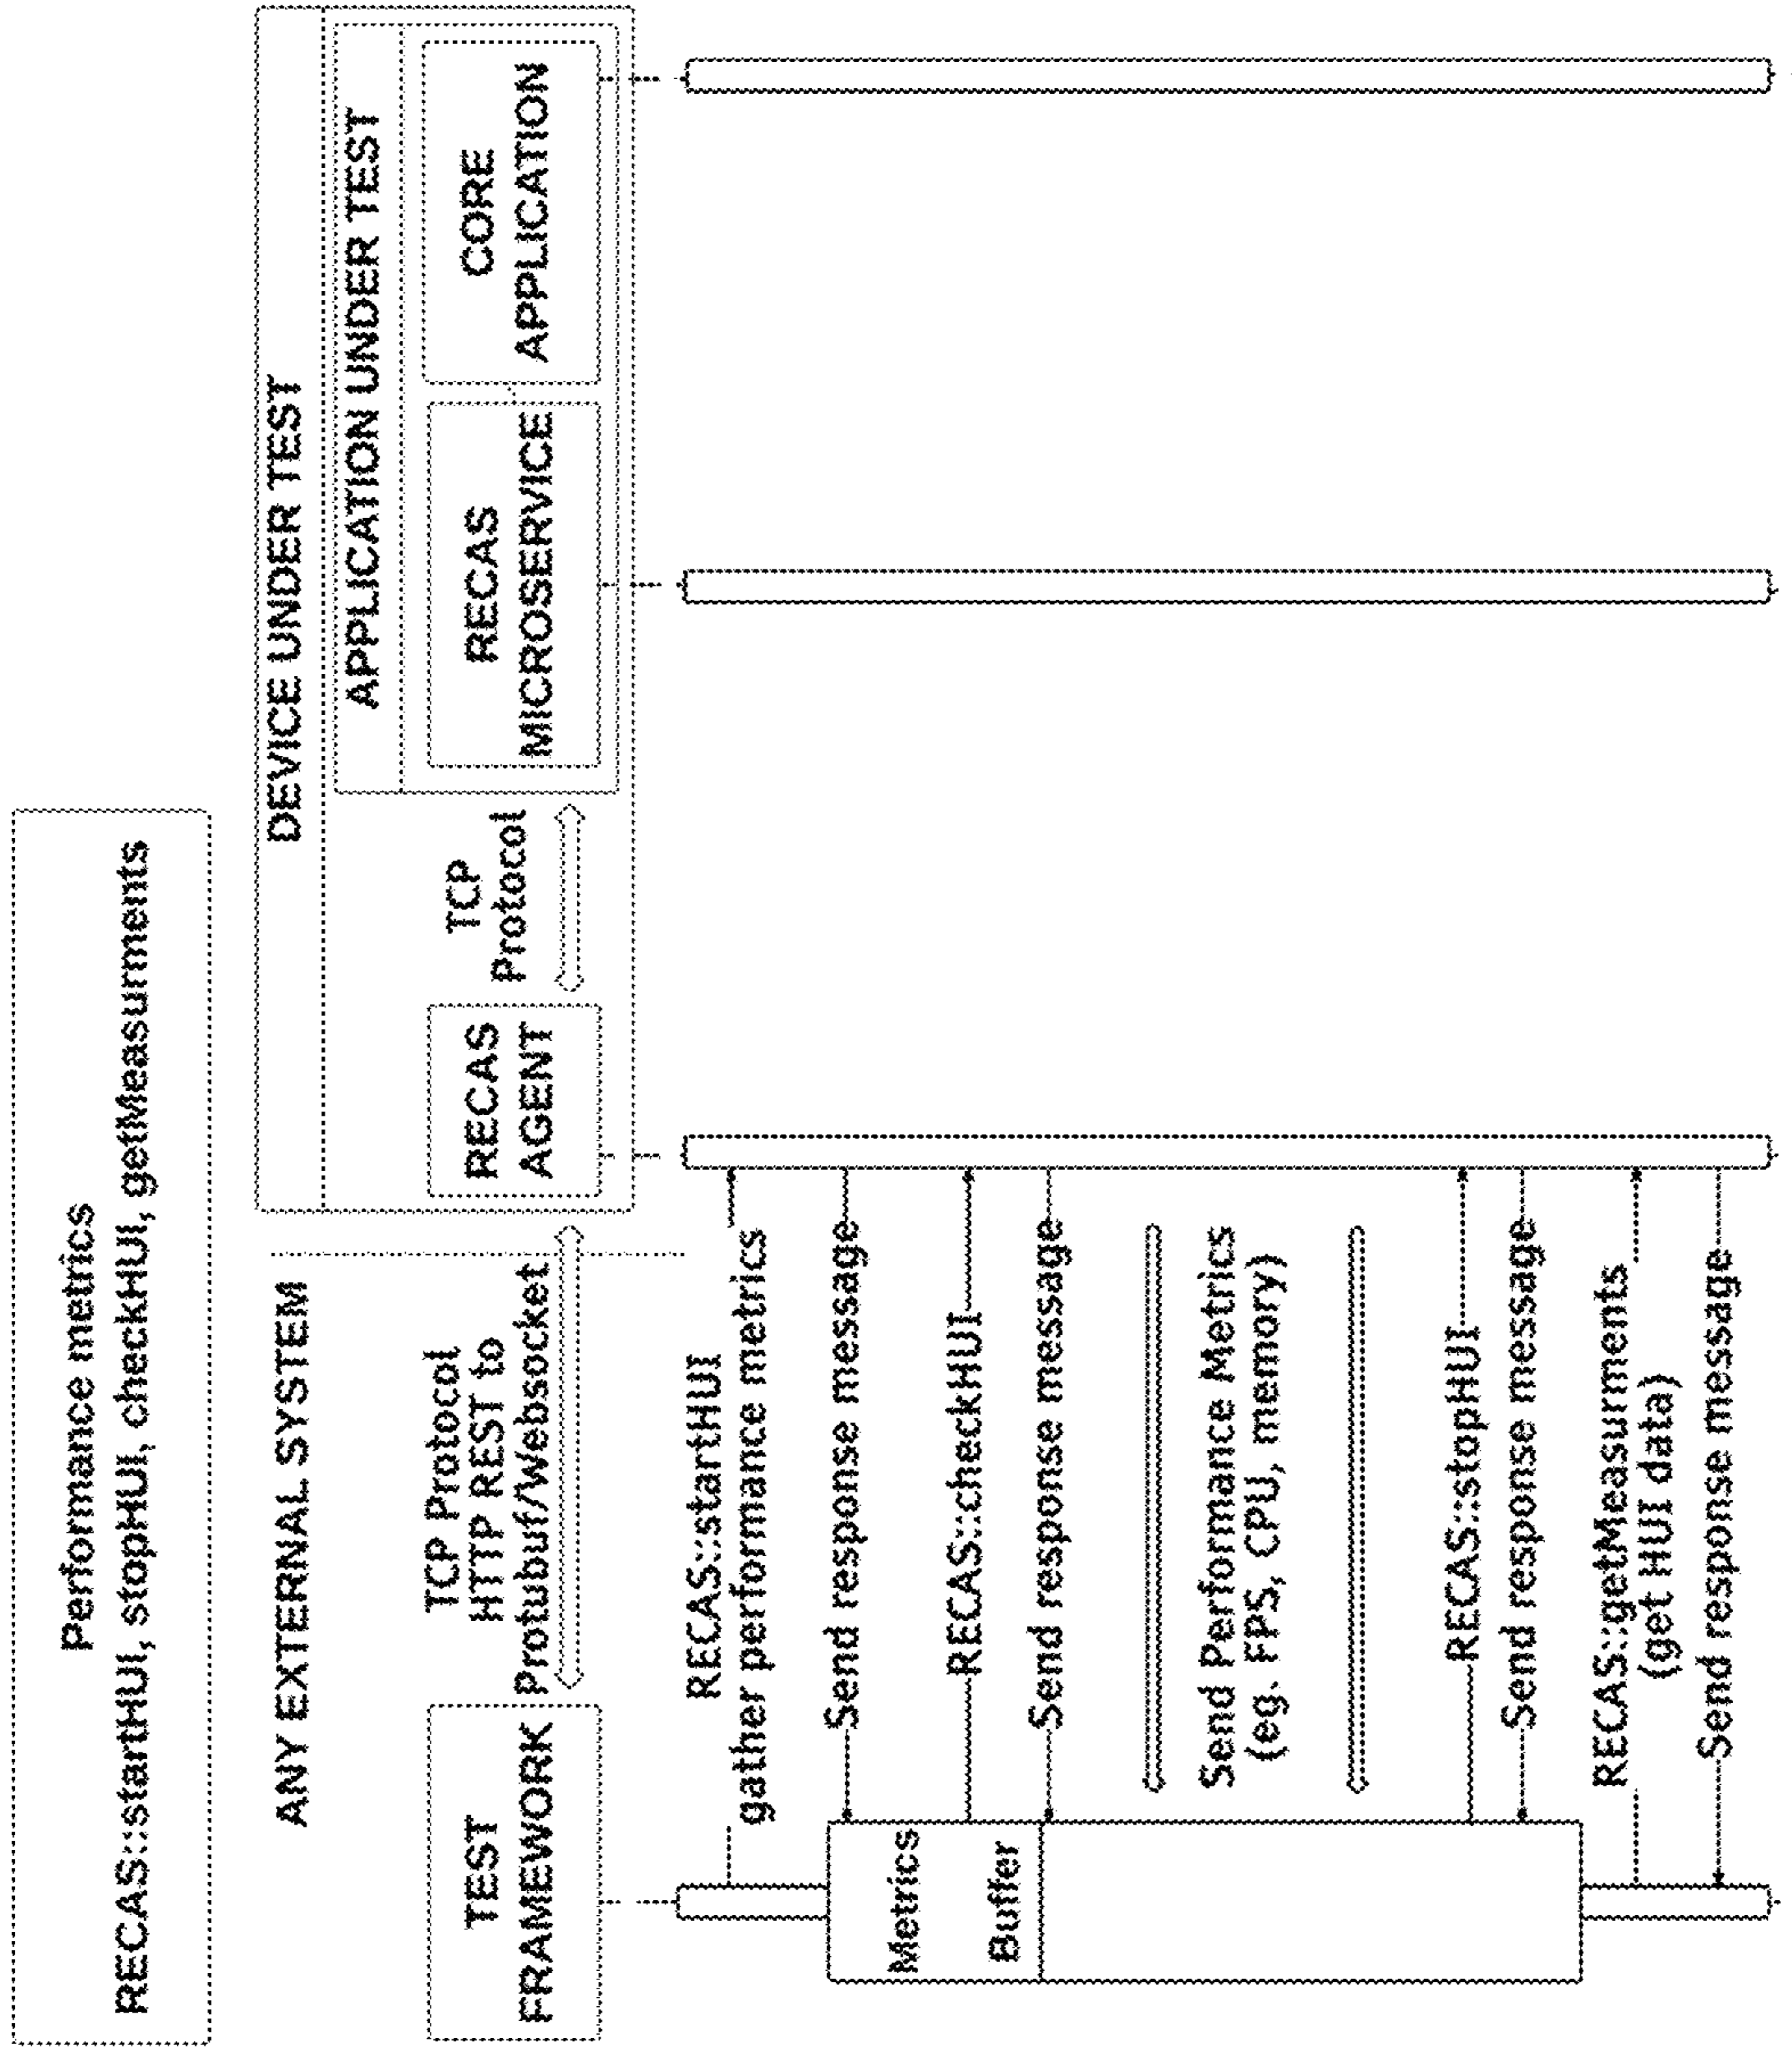 Performance metrics
RECAS::startHUI, stopHUI, checkHUI, getMeasurments
ANY EXTERNAL SYSTEM
DEVICE UNDER TEST
APPLICATION UNDER TEST
TEST
FRAMEWORK
TCP Protocol
HTTP REST to
Protubuf/Websocket
RECAS
AGENT
TCP
Protocol
RECAS
MICROSERVICE
CORE
APPLICATION
RECAS::startHUI
gather performance metrics
Send response message
Metrics
Buffer
RECAS::checkHUI
Send response message
Send Performance Metrics
(eg. FPS, CPU, memory)
RECAS::stopHUI
Send response message
RECAS::getMeasurments
(get HUI data)
Send response message